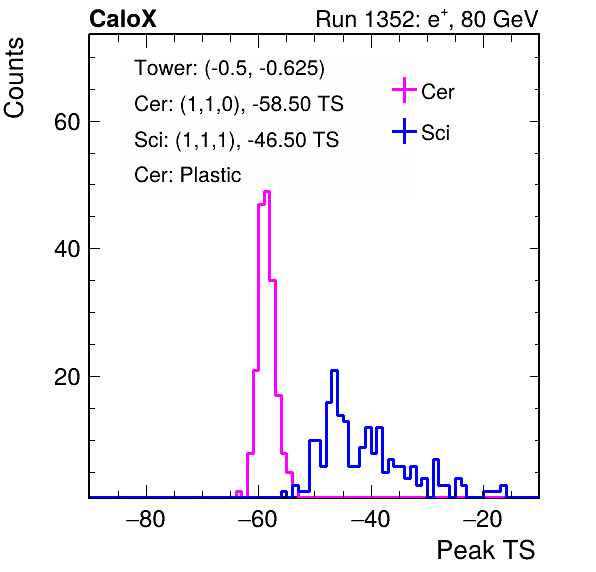 CaloX Run 1352: e⁺, 80 GeV
Counts
Tower: (-0.5, -0.625)
Cer: (1,1,0), -58.50 TS
Sci: (1,1,1), -46.50 TS
Cer: Plastic
Cer
Sci
60
40
20
−80 −60 −40 −20
Peak TS